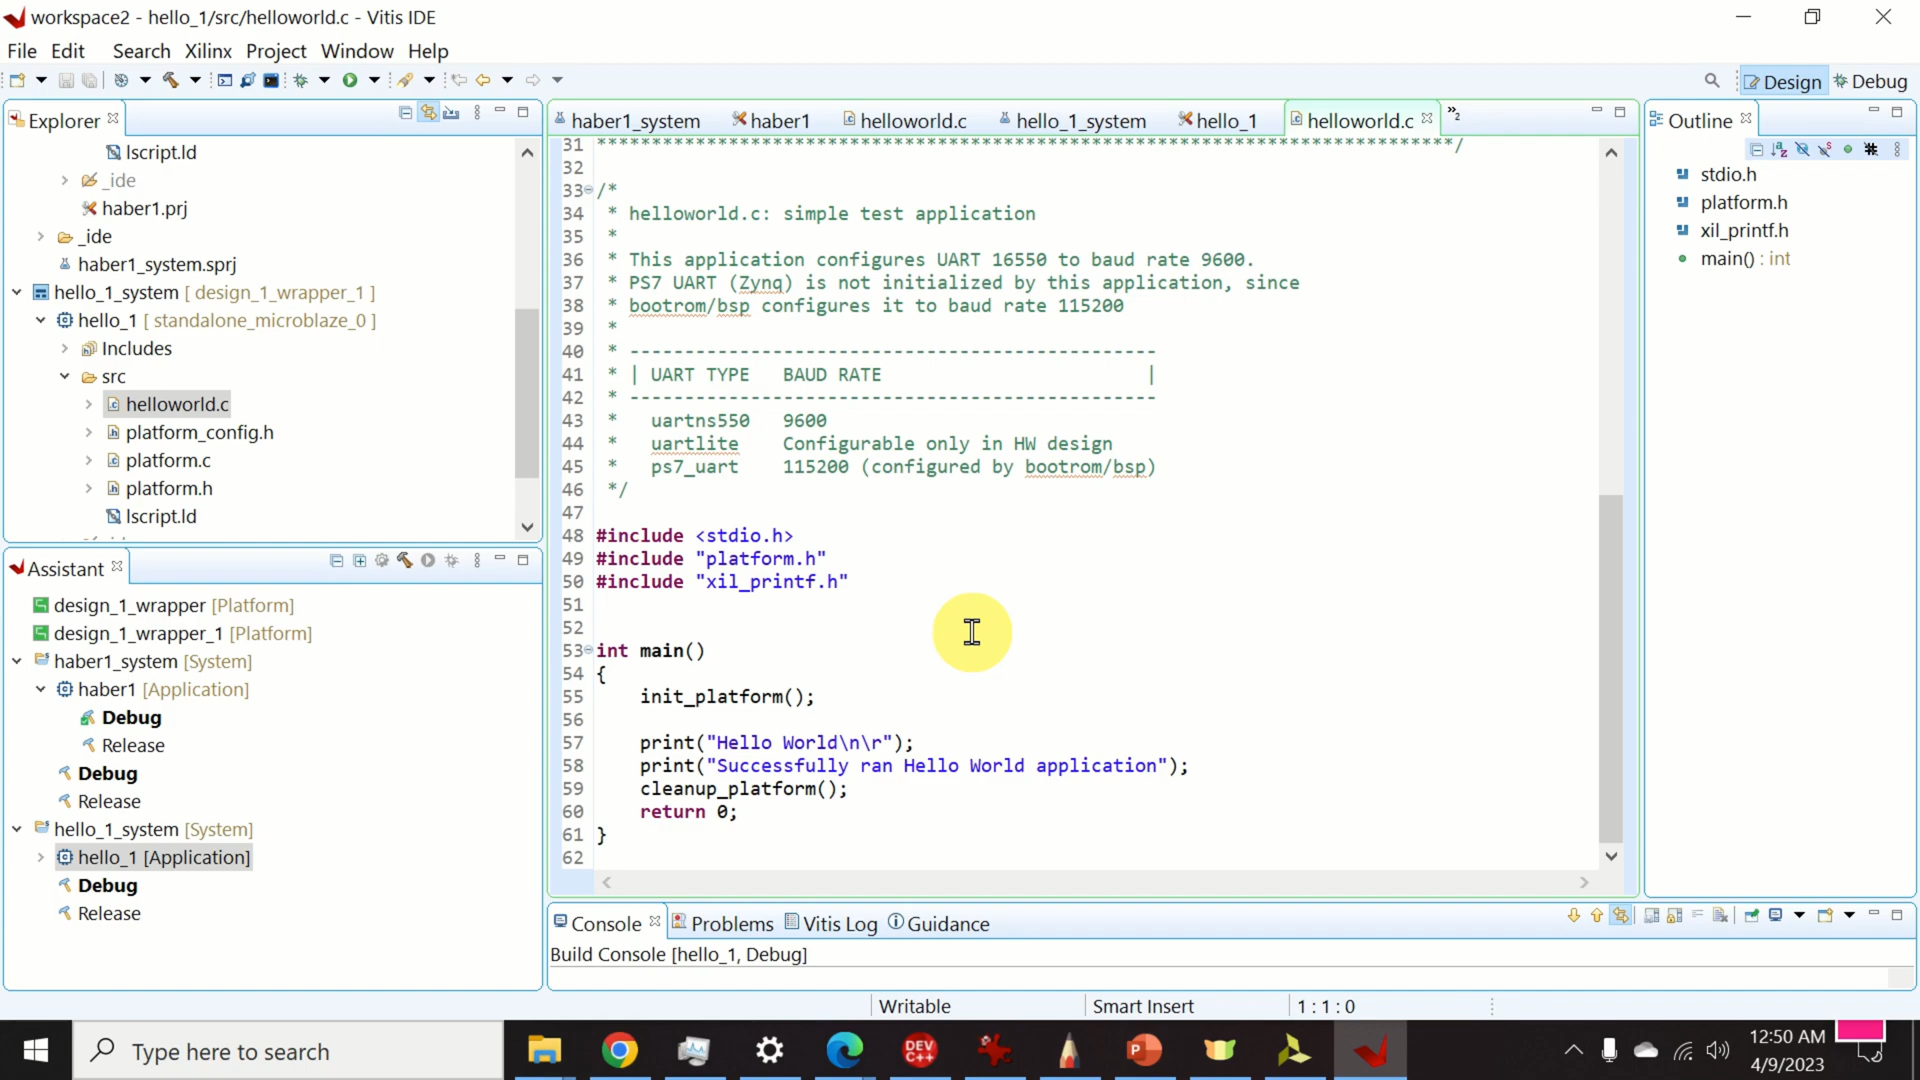 workspace2 - hello_1/src/helloworld.c - Vitis IDE
File Edit Search Xilinx Project Window Help
Design Debug
Explorer
lscript.ld
_ide
haber1.prj
_ide
haber1_system.sprj
hello_1_system [ design_1_wrapper_1 ]
hello_1 [ standalone_microblaze_0 ]
Includes
src
helloworld.c
platform_config.h
platform.c
platform.h
lscript.ld
Assistant
design_1_wrapper [Platform]
design_1_wrapper_1 [Platform]
haber1_system [System]
haber1 [Application]
Debug
Release
Debug
Release
hello_1_system [System]
hello_1 [Application]
Debug
Release
haber1_system haber1 helloworld.c hello_1_system hello_1 helloworld.c »2
31 ******************************************************************************/
32
33 /*
34 * helloworld.c: simple test application
35 *
36 * This application configures UART 16550 to baud rate 9600.
37 * PS7 UART (Zynq) is not initialized by this application, since
38 * bootrom/bsp configures it to baud rate 115200
39 *
40 * ------------------------------------------------
41 * | UART TYPE BAUD RATE |
42 * ------------------------------------------------
43 * uartns550 9600
44 * uartlite Configurable only in HW design
45 * ps7_uart 115200 (configured by bootrom/bsp)
46 */
47
48 #include <stdio.h>
49 #include "platform.h"
50 #include "xil_printf.h"
51
52
53 int main()
54 {
55 init_platform();
56
57 print("Hello World\n\r");
58 print("Successfully ran Hello World application");
59 cleanup_platform();
60 return 0;
61 }
62
Outline
stdio.h
platform.h
xil_printf.h
main() : int
Console Problems Vitis Log Guidance
Build Console [hello_1, Debug]
Writable Smart Insert 1 : 1 : 0
Type here to search
DEV C++
12:50 AM
4/9/2023